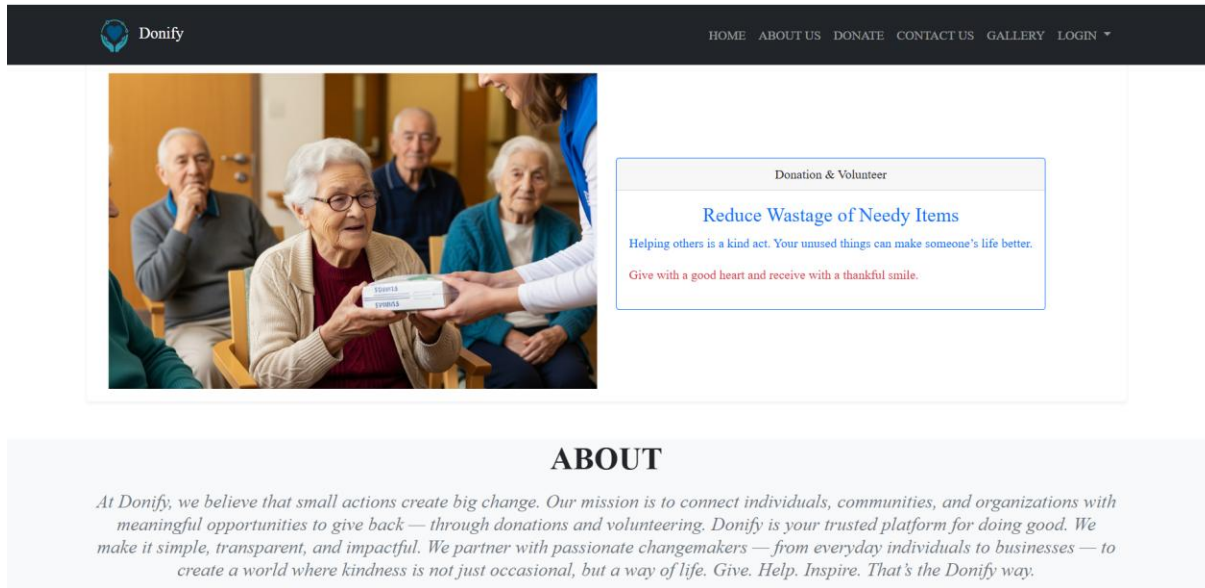 Donify
HOME ABOUT US DONATE CONTACT US GALLERY LOGIN
Donation & Volunteer
Reduce Wastage of Needy Items
Helping others is a kind act. Your unused things can make someone’s life better.
Give with a good heart and receive with a thankful smile.
ABOUT
At Donify, we believe that small actions create big change. Our mission is to connect individuals, communities, and organizations with
meaningful opportunities to give back — through donations and volunteering. Donify is your trusted platform for doing good. We
make it simple, transparent, and impactful. We partner with passionate changemakers — from everyday individuals to businesses — to
create a world where kindness is not just occasional, but a way of life. Give. Help. Inspire. That’s the Donify way.